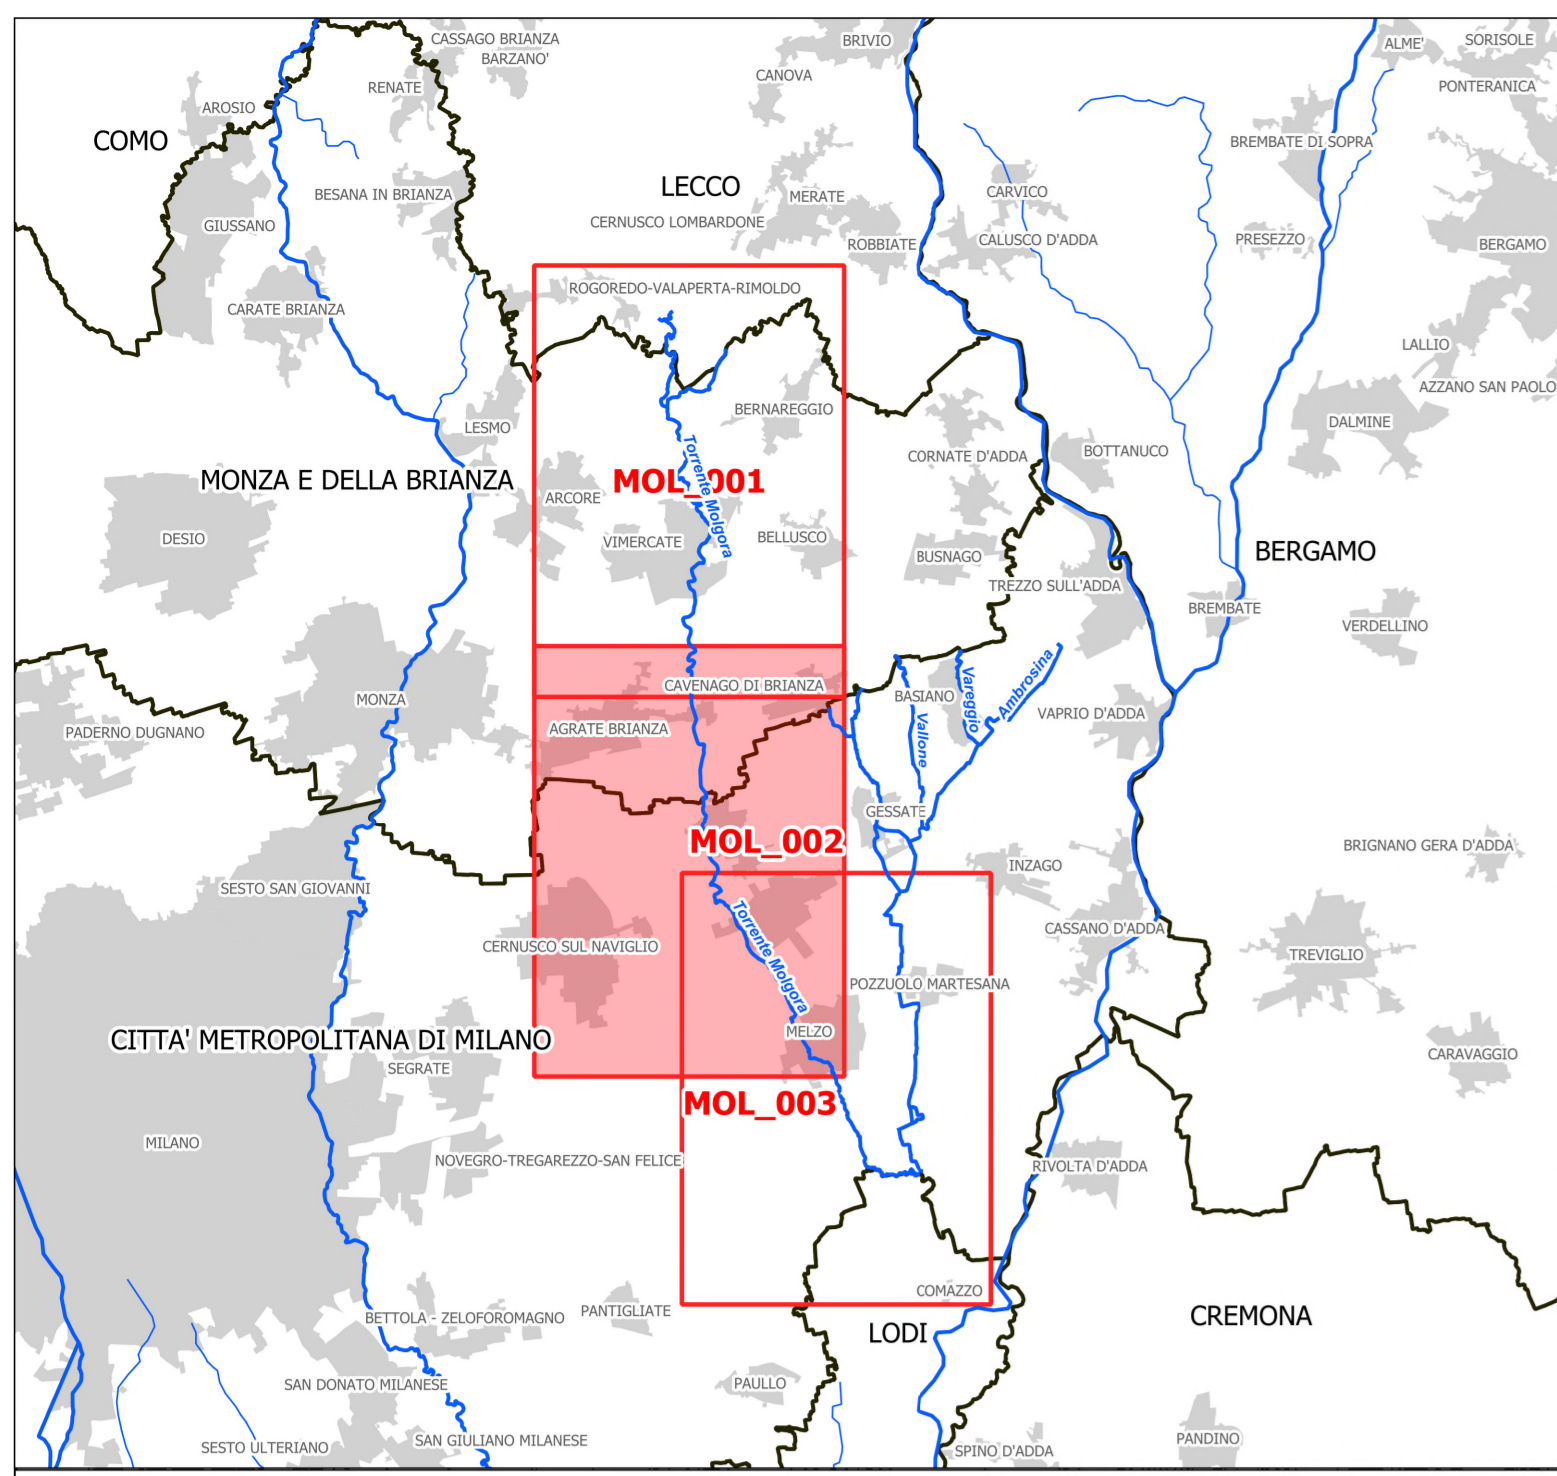 CASSAGO BRIANZA
BARZANO'
BRIVIO
ALME'
SORISOLE
CANOVA
RENATE
PONTERANICA
AROSIO
COMO
BREMBATE DI SOPRA
LECCO
BESANA IN BRIANZA
MERATE
CARVICO
CERNUSCO LOMBARDONE
GIUSSANO
ROBBIATE
CALUSCO D'ADDA
PRESEZZO
BERGAMO
ROGOREDO-VALAPERTA-RIMOLDO
CARATE BRIANZA
LALLIO
AZZANO SAN PAOLO
BERNAREGGIO
DALMINE
LESMO
BOTTANUCO
CORNATE D'ADDA
MONZA E DELLA BRIANZA
MOL_001
Torrente Molgora
ARCORE
DESIO
VIMERCATE
BELLUSCO
BUSNAGO
BERGAMO
TREZZO SULL'ADDA
BREMBATE
VERDELLINO
CAVENAGO DI BRIANZA
BASIANO
Vallone
Vareggio
Ambrosina
MONZA
VAPRIO D'ADDA
PADERNO DUGNANO
AGRATE BRIANZA
GESSATE
MOL_002
BRIGNANO GERA D'ADDA
INZAGO
SESTO SAN GIOVANNI
CASSANO D'ADDA
CERNUSCO SUL NAVIGLIO
Torrente Molgora
TREVIGLIO
POZZUOLO MARTESANA
MELZO
CITTA' METROPOLITANA DI MILANO
CARAVAGGIO
SEGRATE
MOL_003
MILANO
NOVEGRO-TREGAREZZO-SAN FELICE
RIVOLTA D'ADDA
COMAZZO
PANTIGLIATE
BETTOLA - ZELOFOROMAGNO
CREMONA
LODI
PAULLO
SAN DONATO MILANESE
SESTO ULTERIANO
SAN GIULIANO MILANESE
SPINO D'ADDA
PANDINO